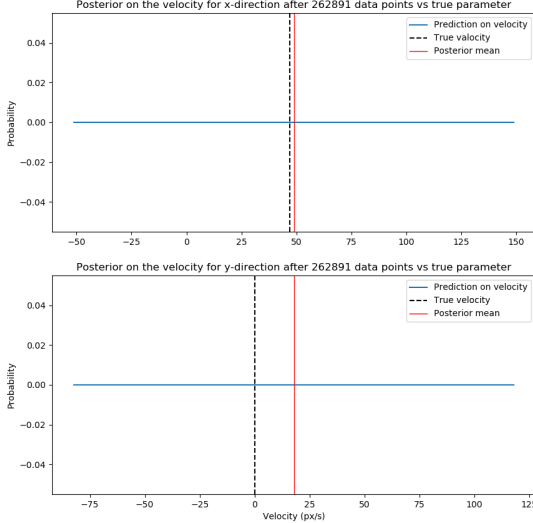 Posterior on the velocity for x-direction after 262891 data points vs true parameter
Prediction on velocity
True valocity
Posterior mean
Probability
0.04
0.02
0.00
−0.02
−0.04
−50
−25
0
25
50
75
100
125
150
Posterior on the velocity for y-direction after 262891 data points vs true parameter
Prediction on velocity
True velocity
Posterior mean
Probability
0.04
0.02
0.00
−0.02
−0.04
−75
−50
−25
0
25
50
75
100
125
Velocity (px/s)